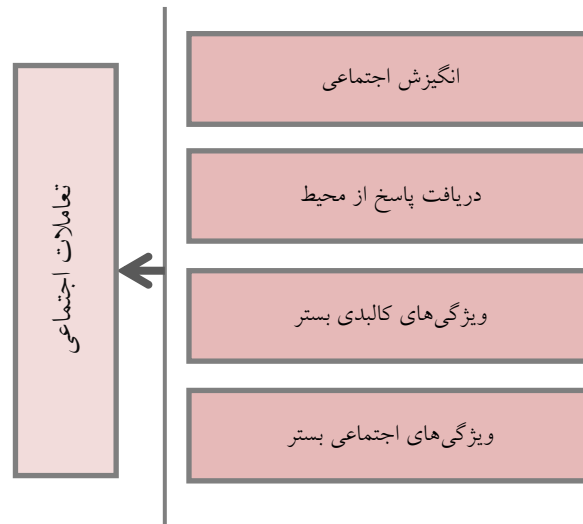 انگیزش اجتماعی
دریافت پاسخ از محیط
ویژگی‌های کالبدی بستر
ویژگی‌های اجتماعی بستر
تعاملات اجتماعی